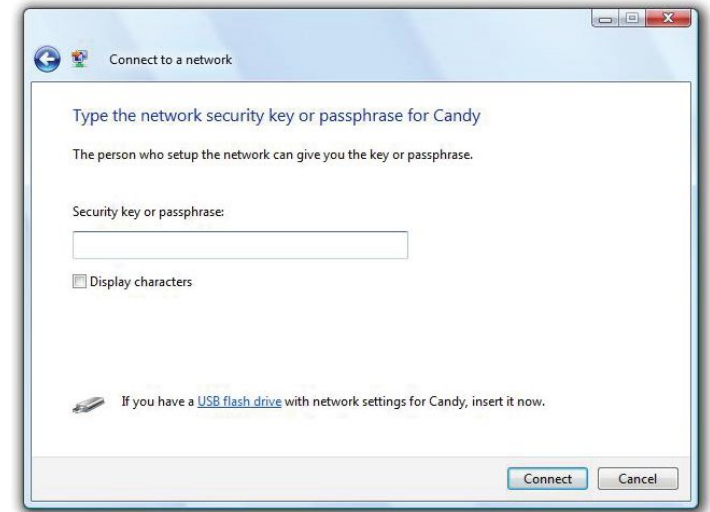 Connect to a network
Type the network security key or passphrase for Candy
The person who setup the network can give you the key or passphrase.
Security key or passphrase:
Display characters
If you have a USB flash drive with network settings for Candy, insert it now.
Connect Cancel